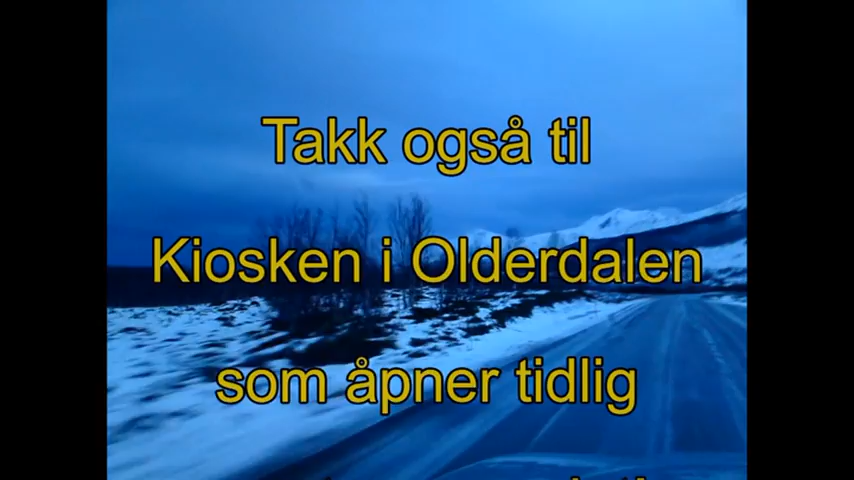 Takk også til
Kiosken i Olderdalen
som åpner tidlig